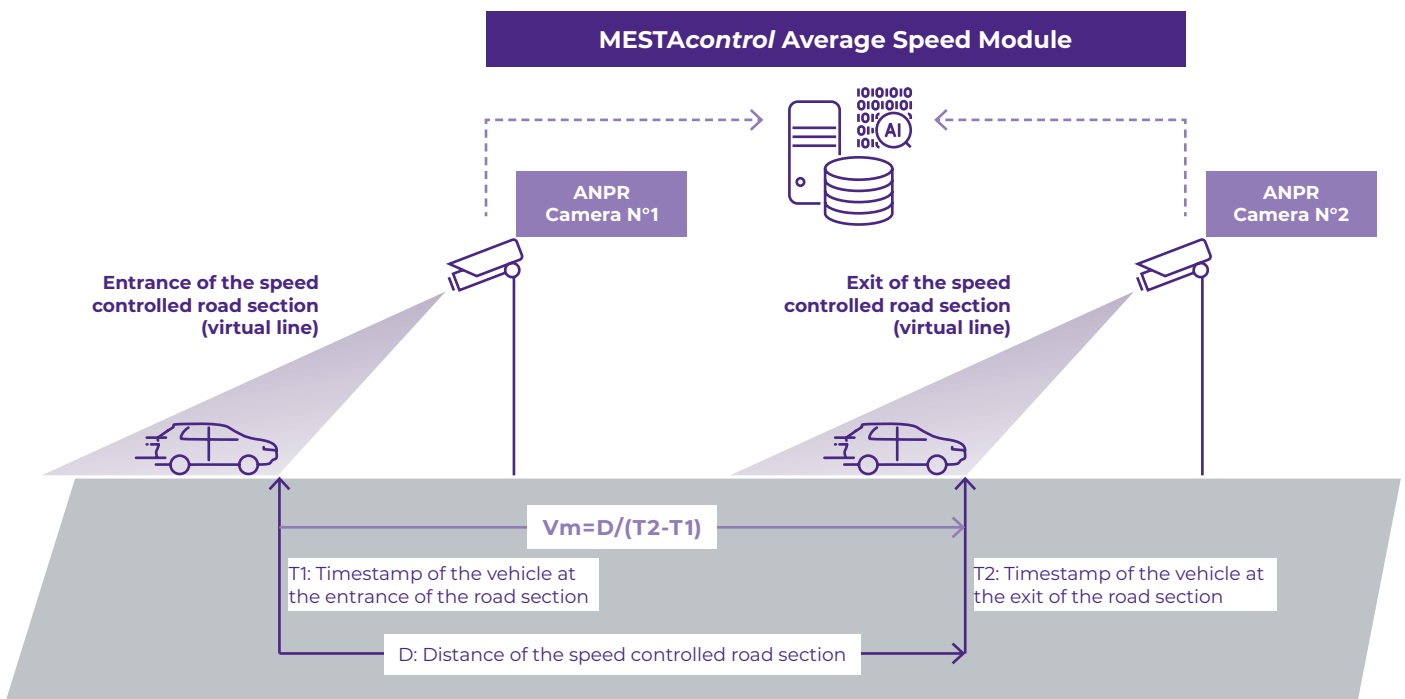 MESTAcontrol Average Speed Module
1010101O
0101010I
AI
ANPR
Camera N°1
ANPR
Camera N°2
Entrance of the speed
controlled road section
(virtual line)
Exit of the speed
controlled road section
(virtual line)
Vm=D/(T2-T1)
T1: Timestamp of the vehicle at
the entrance of the road section
T2: Timestamp of the vehicle at
the exit of the road section
D: Distance of the speed controlled road section